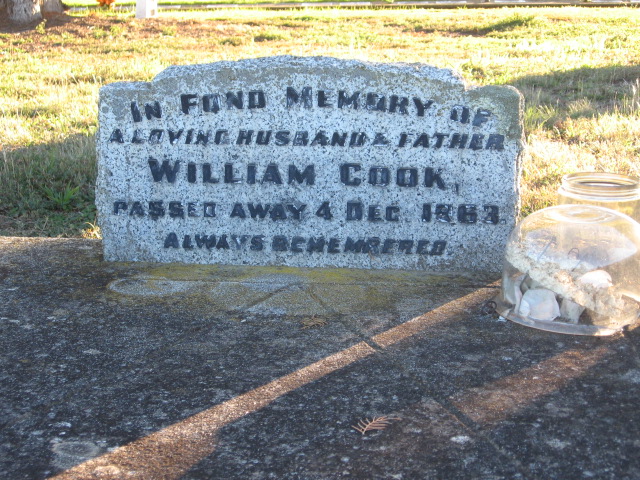 IN FOND MEMORY OF
A LOVING HUSBAND & FATHER
WILLIAM COOK,
PASSED AWAY 4 DEC. 1963.
ALWAYS REMEMBERED